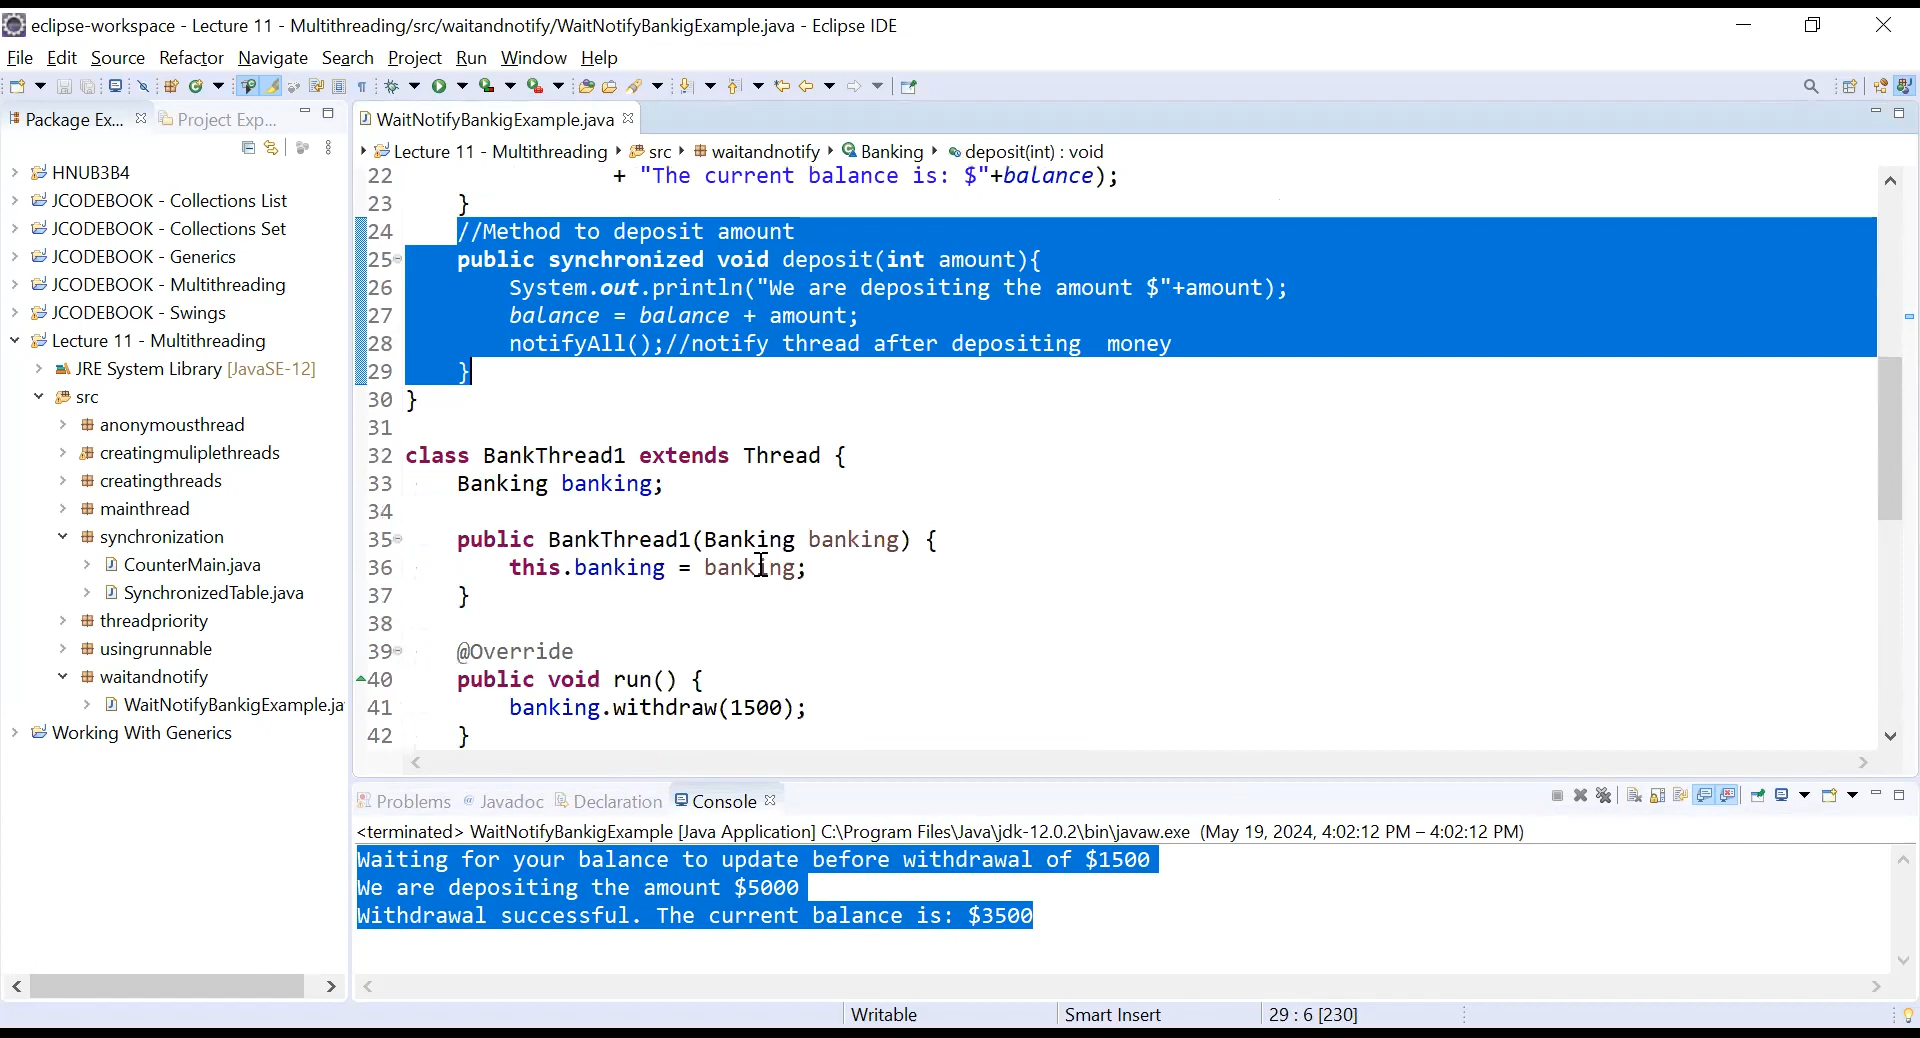 eclipse-workspace - Lecture 11 - Multithreading/src/waitandnotify/WaitNotifyBankigExample.java - Eclipse IDE
File Edit Source Refactor Navigate Search Project Run Window Help
Package Ex... Project Exp...
WaitNotifyBankigExample.java
Lecture 11 - Multithreading src waitandnotify Banking deposit(int) : void
HNUB3B4
JCODEBOOK - Collections List
JCODEBOOK - Collections Set
JCODEBOOK - Generics
JCODEBOOK - Multithreading
JCODEBOOK - Swings
Lecture 11 - Multithreading
JRE System Library [JavaSE-12]
src
anonymousthread
creatingmuliplethreads
creatingthreads
mainthread
synchronization
CounterMain.java
SynchronizedTable.java
threadpriority
usingrunnable
waitandnotify
WaitNotifyBankigExample.ja
Working With Generics
22 + "The current balance is: $"+balance);
23 }
24 //Method to deposit amount
25 public synchronized void deposit(int amount){
26 System.out.println("We are depositing the amount $"+amount);
27 balance = balance + amount;
28 notifyAll();//notify thread after depositing  money
29 }
30 }
31
32 class BankThread1 extends Thread {
33 Banking banking;
34
35 public BankThread1(Banking banking) {
36 this.banking = banking;
37 }
38
39 @Override
40 public void run() {
41 banking.withdraw(1500);
42 }
Problems Javadoc Declaration Console
<terminated> WaitNotifyBankigExample [Java Application] C:\Program Files\Java\jdk-12.0.2\bin\javaw.exe (May 19, 2024, 4:02:12 PM – 4:02:12 PM)
Waiting for your balance to update before withdrawal of $1500
We are depositing the amount $5000
Withdrawal successful. The current balance is: $3500
Writable Smart Insert 29 : 6 [230]